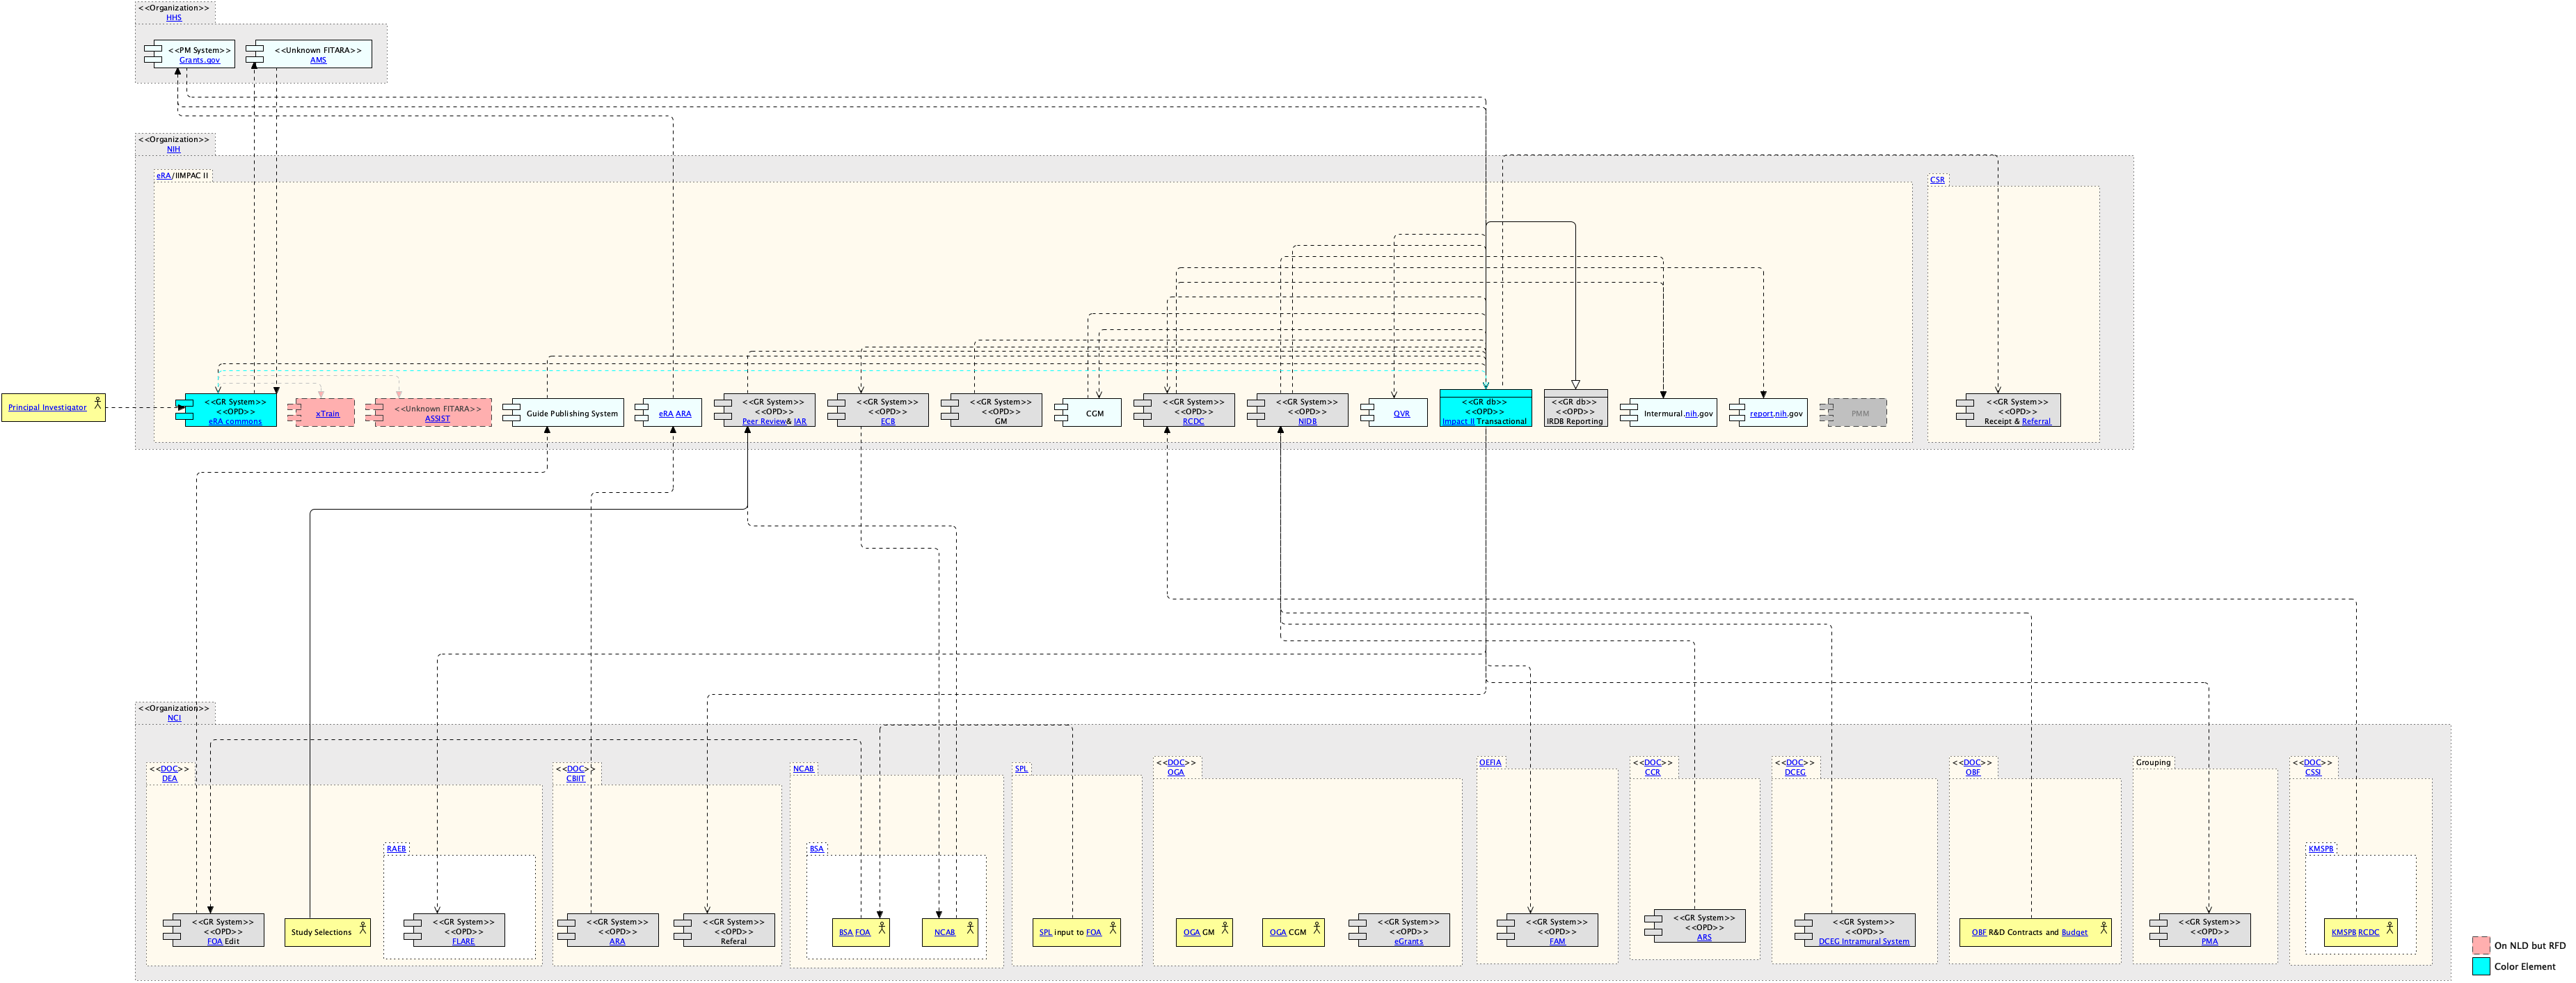 <<Organization>>
HHS
<<PM System>>
Grants.gov
<<Unknown FITARA>>
AMS
<<Organization>>
NIH
eRA/IIMPAC II
CSR
Principal Investigator
<<GR System>>
<<OPD>>
eRA commons
xTrain
<<Unknown FITARA>>
ASSIST
Guide Publishing System
eRA ARA
<<GR System>>
<<OPD>>
Peer Review& IAR
<<GR System>>
<<OPD>>
ECB
<<GR System>>
<<OPD>>
GM
CGM
<<GR System>>
<<OPD>>
RCDC
<<GR System>>
<<OPD>>
NIDB
QVR
<<GR db>>
<<OPD>>
Impact II Transactional
<<GR db>>
<<OPD>>
IRDB Reporting
Intermural.nih.gov
report.nih.gov
PMM
<<GR System>>
<<OPD>>
Receipt & Referral
<<Organization>>
NCI
<<DOC>>
DEA
RAEB
<<GR System>>
<<OPD>>
FOA Edit
Study Selections
<<GR System>>
<<OPD>>
FLARE
<<DOC>>
CBIIT
<<GR System>>
<<OPD>>
ARA
<<GR System>>
<<OPD>>
Referal
NCAB
BSA
BSA FOA
NCAB
SPL
SPL input to FOA
<<DOC>>
OGA
OGA GM
OGA CGM
<<GR System>>
<<OPD>>
eGrants
OEFIA
<<GR System>>
<<OPD>>
FAM
<<DOC>>
CCR
<<GR System>>
<<OPD>>
ARS
<<DOC>>
DCEG
<<GR System>>
<<OPD>>
DCEG Intramural System
<<DOC>>
OBF
OBF R&D Contracts and Budget
Grouping
<<GR System>>
<<OPD>>
PMA
<<DOC>>
CSSI
KMSPB
KMSPB RCDC
On NLD but RFD
Color Element